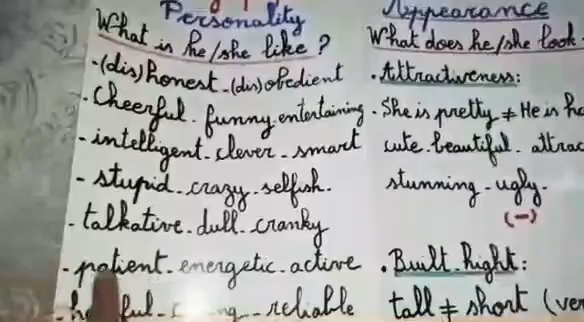 Personality
What is he/she like?
-(dis)honest-(dis)obedient
-Cheerful-funny-entertaining
-intelligent-clever-smart
-stupid-crazy-selfish.
-talkative-dull-cranky
-patient-energetic-active
reliable
Appearance
What does he/she look
.Attractiveness:
.She is pretty ≠ He is
cute-beautiful-
stunning-ugly-
(-)
.Built-hight:
tall ≠ short